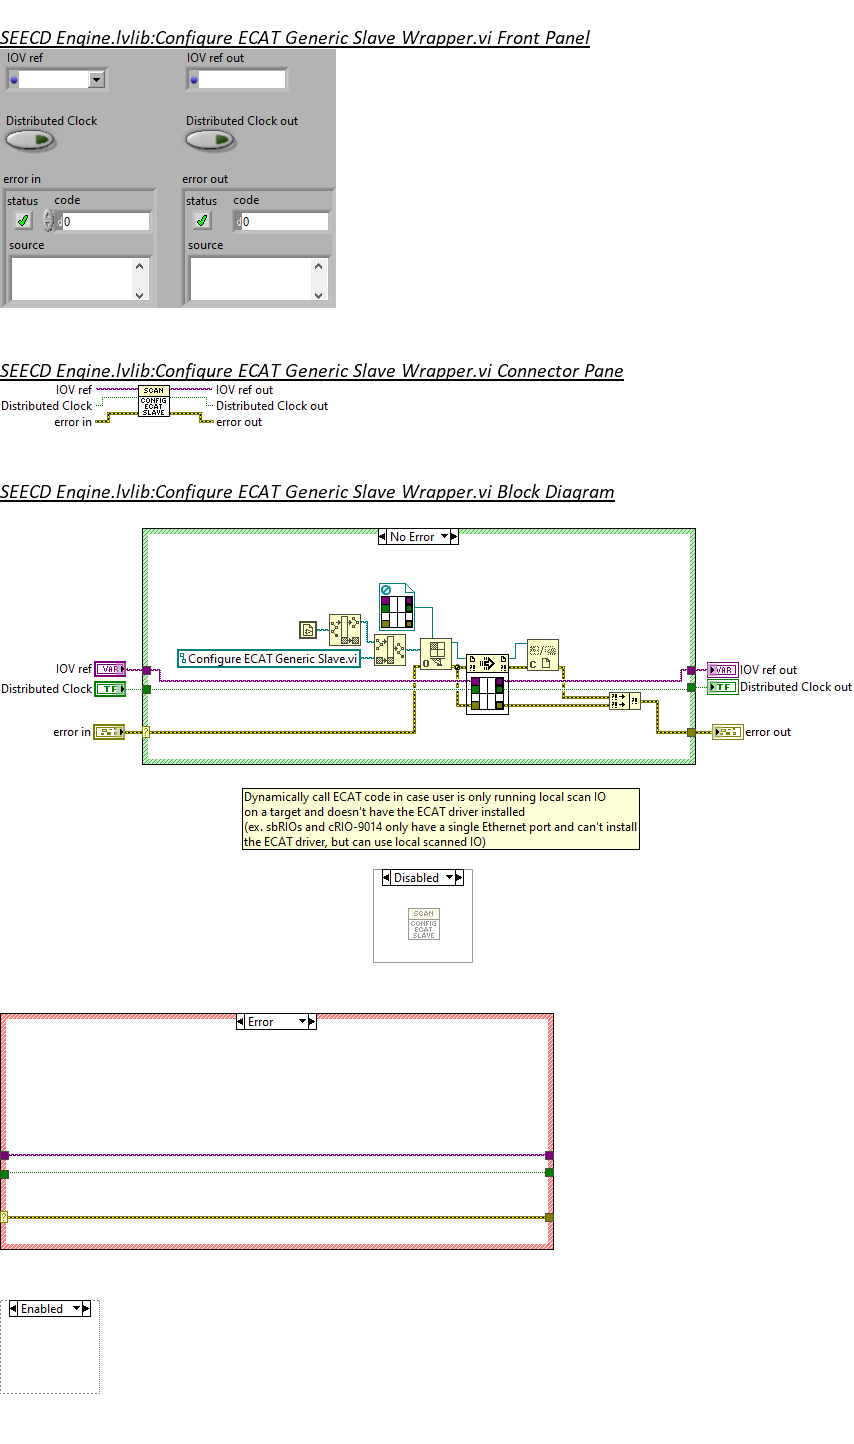 SEECD Engine.lvlib:Configure ECAT Generic Slave Wrapper.vi Front Panel
IOV ref
IOV ref out
Distributed Clock
Distributed Clock out
error in
error out
status
code
status
code
0
0
source
source
SEECD Engine.lvlib:Configure ECAT Generic Slave Wrapper.vi Connector Pane
IOV ref
SCAN
IOV ref out
Distributed Clock
CONFIG
ECAT
SLAVE
Distributed Clock out
error in
error out
SEECD Engine.lvlib:Configure ECAT Generic Slave Wrapper.vi Block Diagram
No Error
Configure ECAT Generic Slave.vi
O
C
IOV ref
VAR
VAR
IOV ref out
Distributed Clock
TF
TF
Distributed Clock out
error in
?
error out
Dynamically call ECAT code in case user is only running local scan IO
on a target and doesn't have the ECAT driver installed
(ex. sbRIOs and cRIO-9014 only have a single Ethernet port and can't install
the ECAT driver, but can use local scanned IO)
Disabled
SCAN
CONFIG
ECAT
SLAVE
Error
?
Enabled